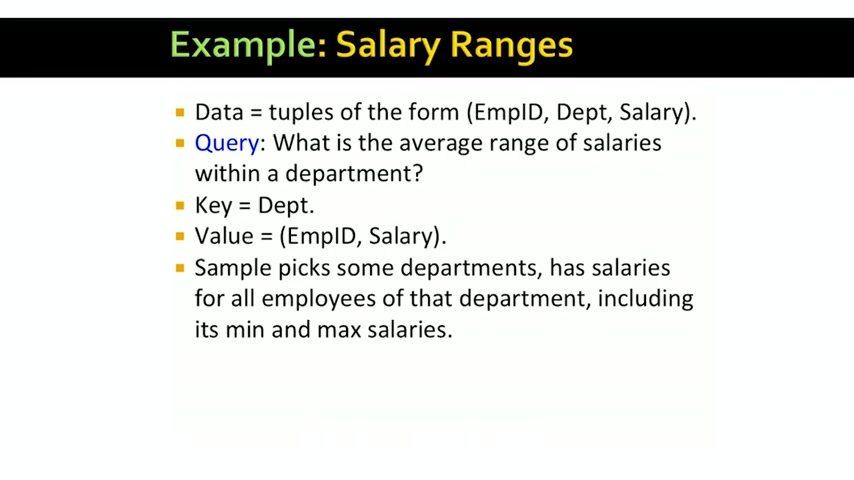 Example: Salary Ranges
Data = tuples of the form (EmpID, Dept, Salary).
Query: What is the average range of salaries
within a department?
Key = Dept.
Value = (EmpID, Salary).
Sample picks some departments, has salaries
for all employees of that department, including
its min and max salaries.